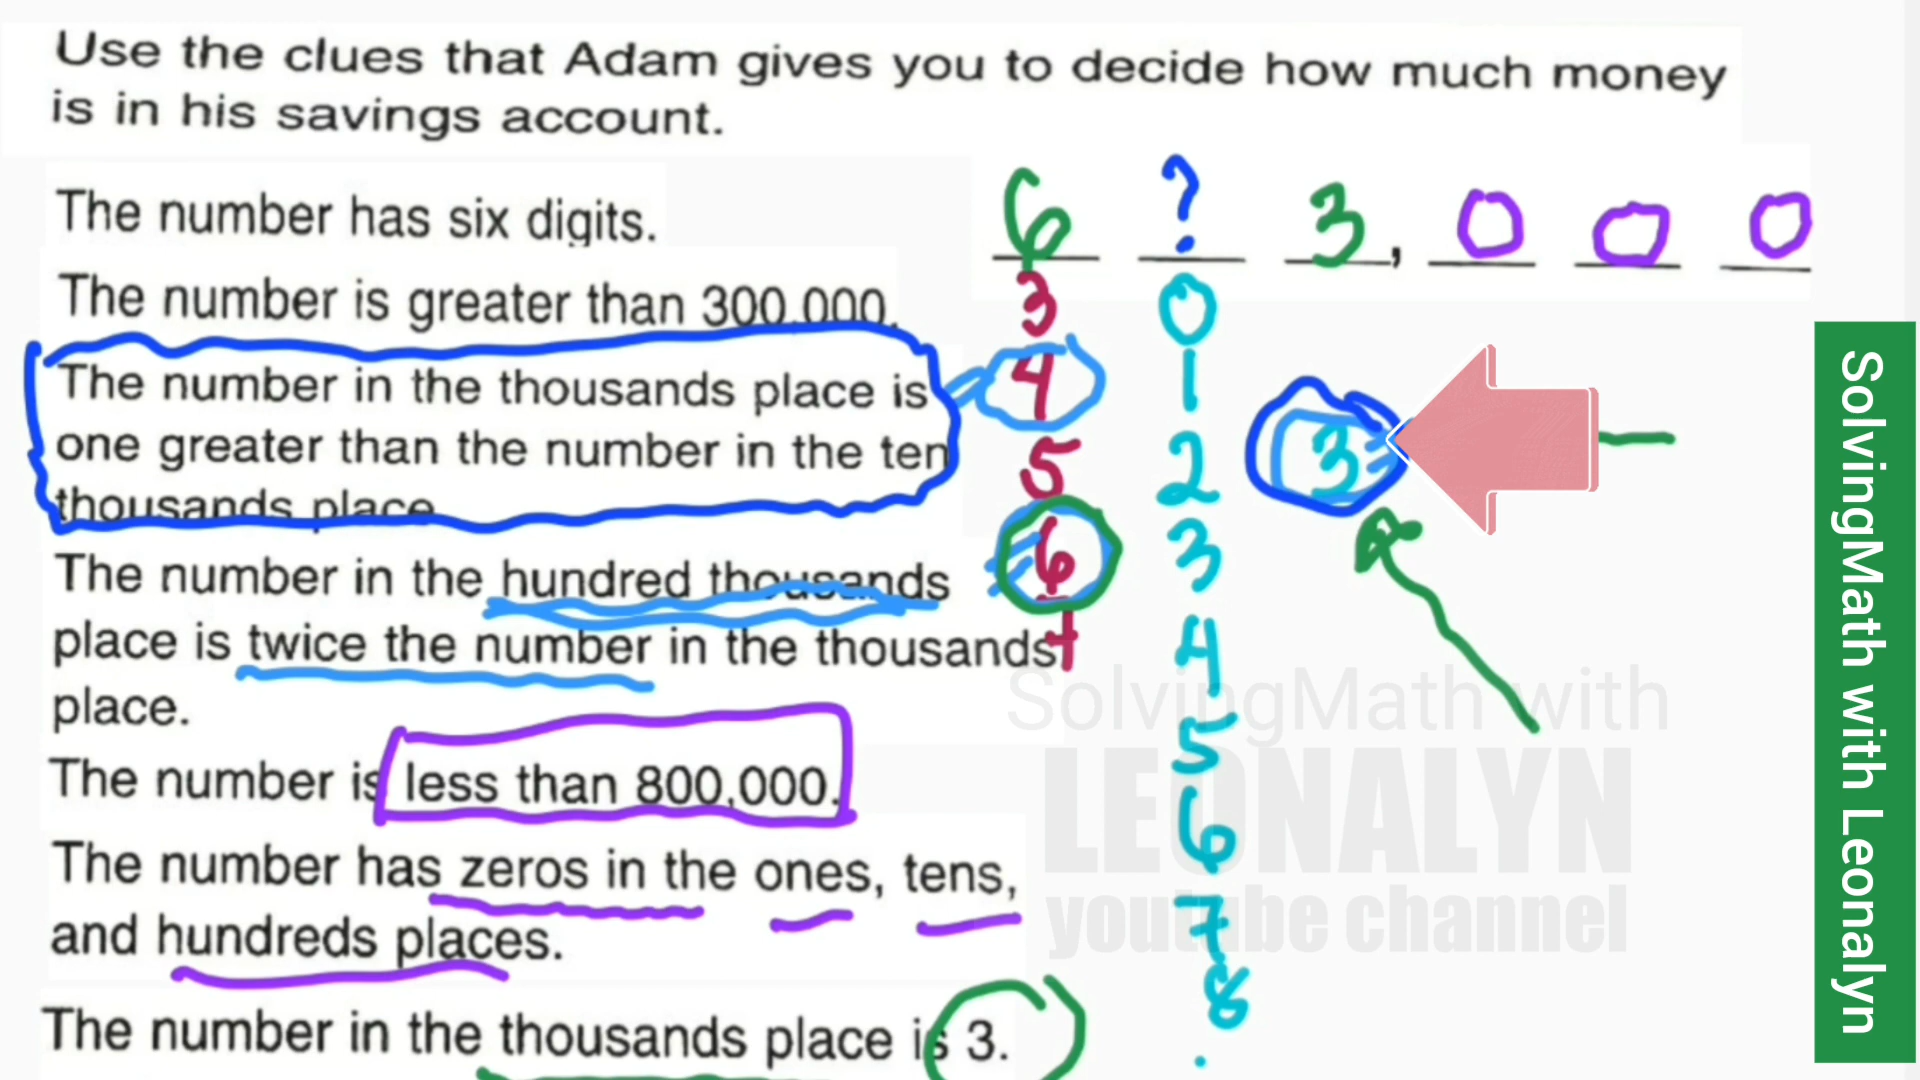 Use the clues that Adam gives you to decide how much money
is in his savings account.
6 ? 3, 0 0 0
The number has six digits.
The number is greater than 300,000.
The number in the thousands place is
one greater than the number in the ten
thousands place.
The number in the hundred thousands
place is twice the number in the thousands
place.
The number is less than 800,000.
The number has zeros in the ones, tens,
and hundreds places.
The number in the thousands place is 3.
3
4
5
6
0
1
2
3
4
5
6
7
8
3
SolvingMath with
LEONALYN
youtube channel
SolvingMath with Leonalyn